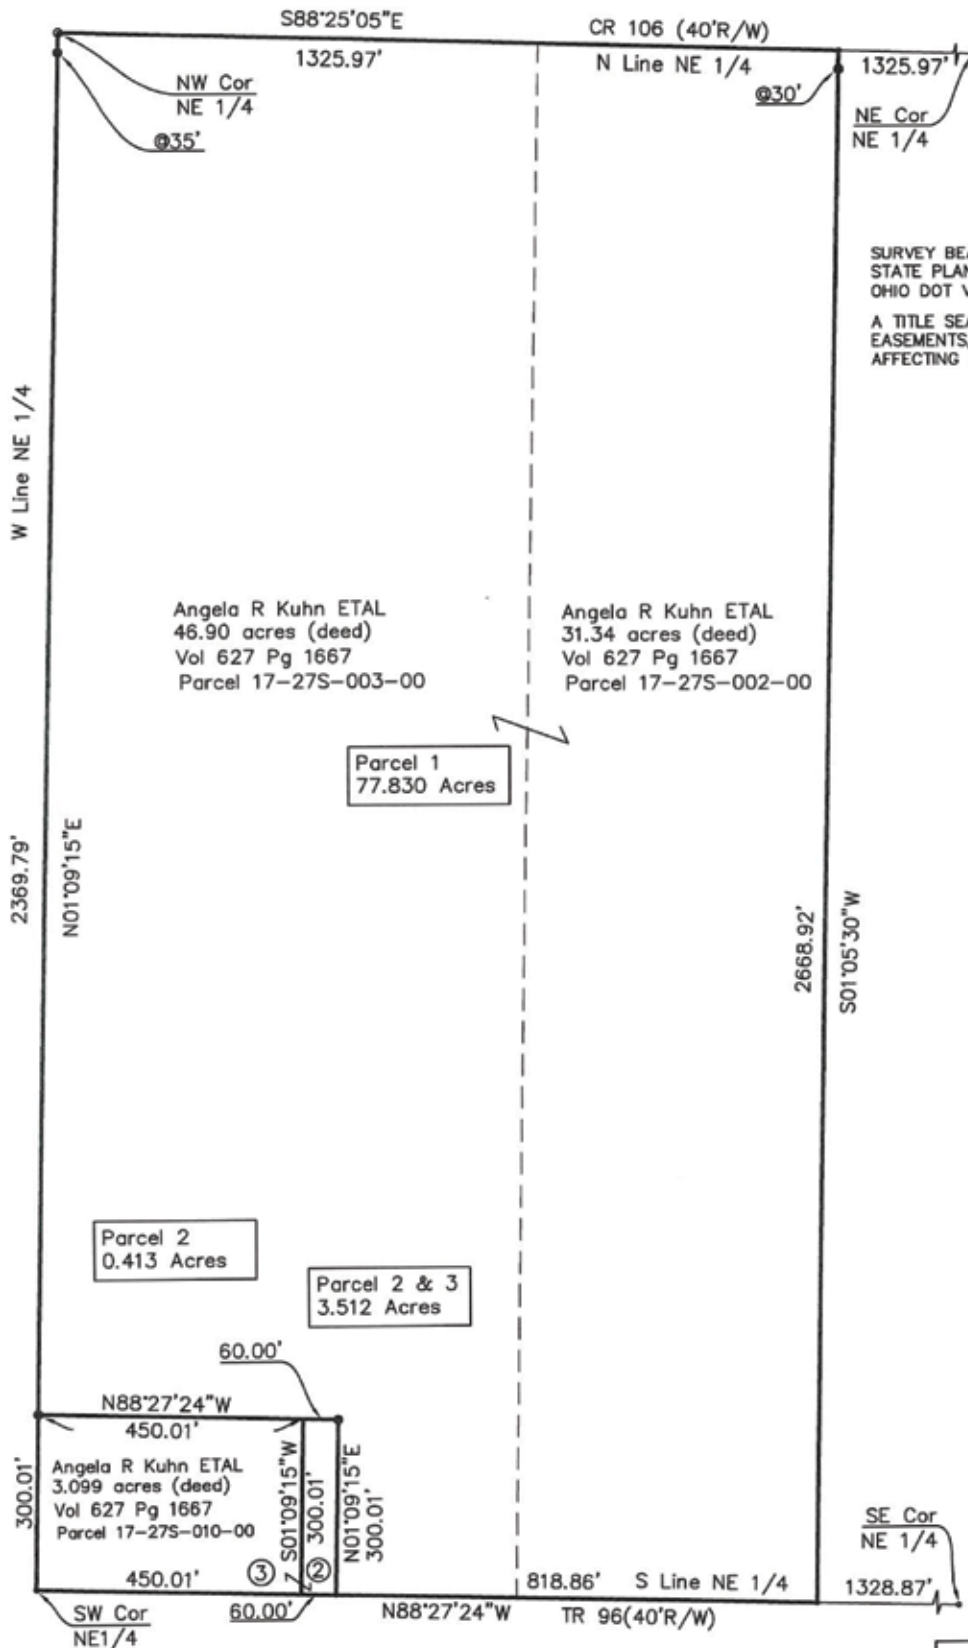 S88°25'05"E
CR 106 (40'R/W)
1325.97'
N Line NE 1/4
1325.97'
NW Cor
NE 1/4
@35'
@30'
NE Cor
NE 1/4
SURVEY BEA
STATE PLAN
OHIO DOT V
A TITLE SEA
EASEMENTS,
AFFECTING
W Line NE 1/4
Angela R Kuhn ETAL
46.90 acres (deed)
Vol 627 Pg 1667
Parcel 17-27S-003-00
Angela R Kuhn ETAL
31.34 acres (deed)
Vol 627 Pg 1667
Parcel 17-27S-002-00
Parcel 1
77.830 Acres
2369.79'
N01°09'15"E
2668.92'
S01°05'30"W
Parcel 2
0.413 Acres
Parcel 2 & 3
3.512 Acres
60.00'
N88°27'24"W
450.01'
300.01'
Angela R Kuhn ETAL
3.099 acres (deed)
Vol 627 Pg 1667
Parcel 17-27S-010-00
S01°09'15"W
300.01'
N01°09'15"E
300.01'
450.01'
3
2
818.86'
S Line NE 1/4
SE Cor
NE 1/4
1328.87'
SW Cor
NE1/4
60.00'
N88°27'24"W
TR 96(40'R/W)